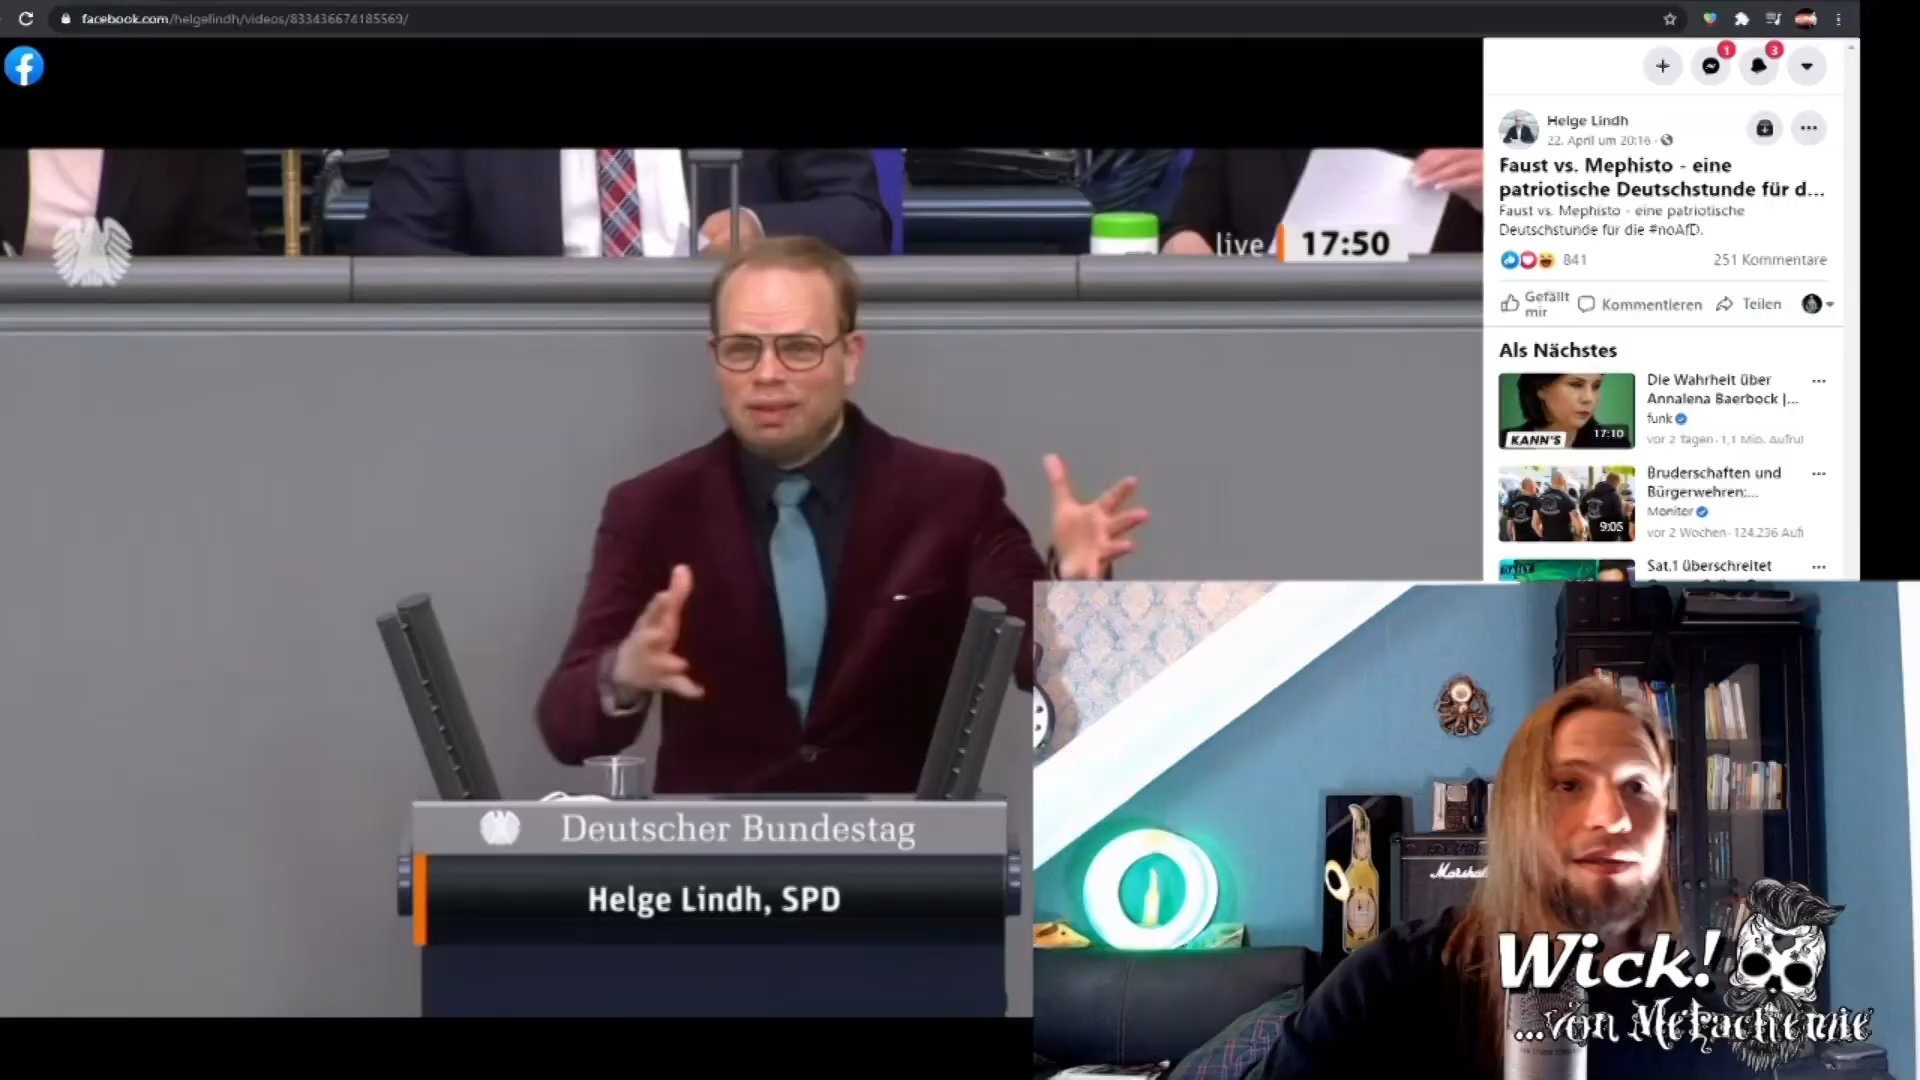 facebook.com/helgelindh/videos/833436674185569/
1
3
Helge Lindh
22. April um 20:16 ·
Faust vs. Mephisto - eine
patriotische Deutschstunde für d...
Faust vs. Mephisto - eine patriotische
Deutschstunde für die #noAfD.
841
251 Kommentare
Gefällt
mir
Kommentieren
Teilen
Als Nächstes
Die Wahrheit über
Annalena Baerbock |...
funk
vor 2 Tagen · 1,1 Mio. Aufruf
KANN'S
17:10
Bruderschaften und
Bürgerwehren:...
Monitor
vor 2 Wochen · 124.236 Aufr
9:05
Sat.1 überschreitet
live
17:50
Deutscher Bundestag
Helge Lindh, SPD
Marshall
Wick!
...von Metachemie